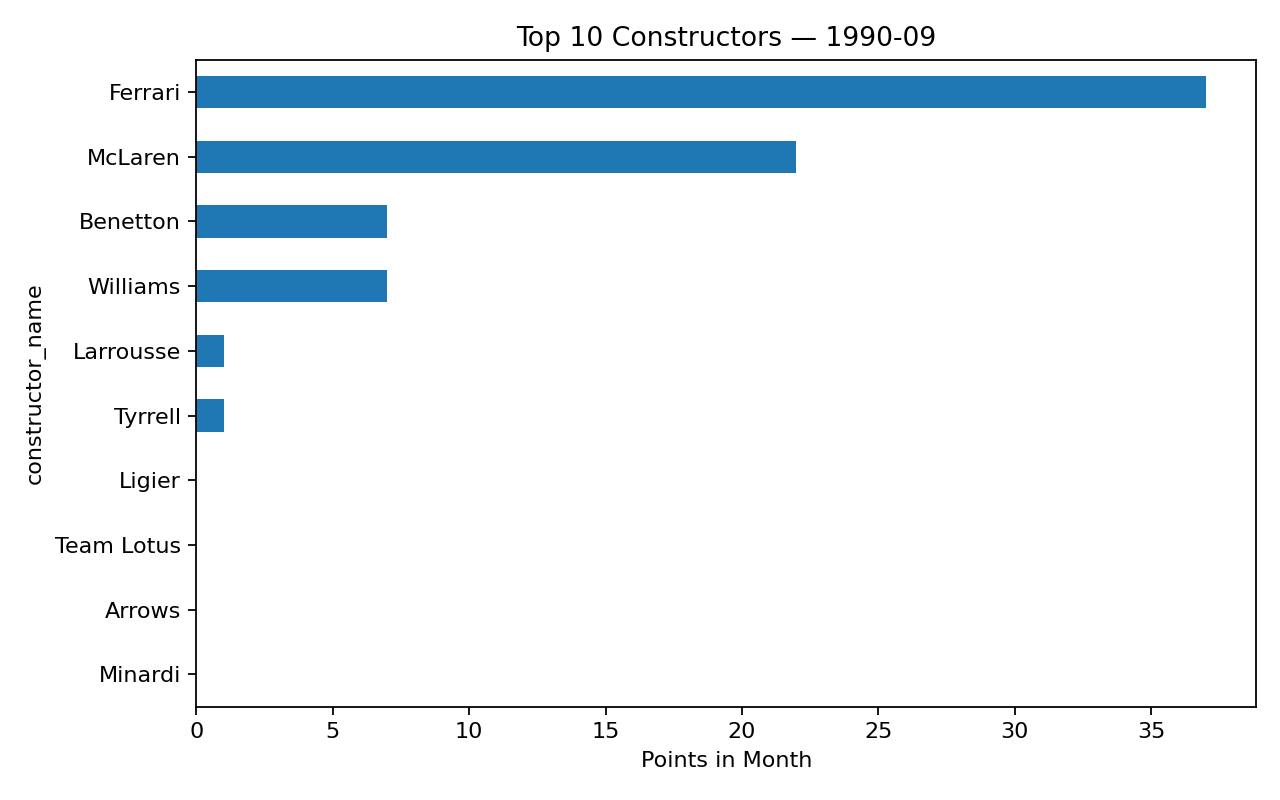 Top 10 Constructors — 1990-09
Ferrari
McLaren
Benetton
Williams
Larrousse
Tyrrell
Ligier
Team Lotus
Arrows
Minardi
constructor_name
0 5 10 15 20 25 30 35
Points in Month